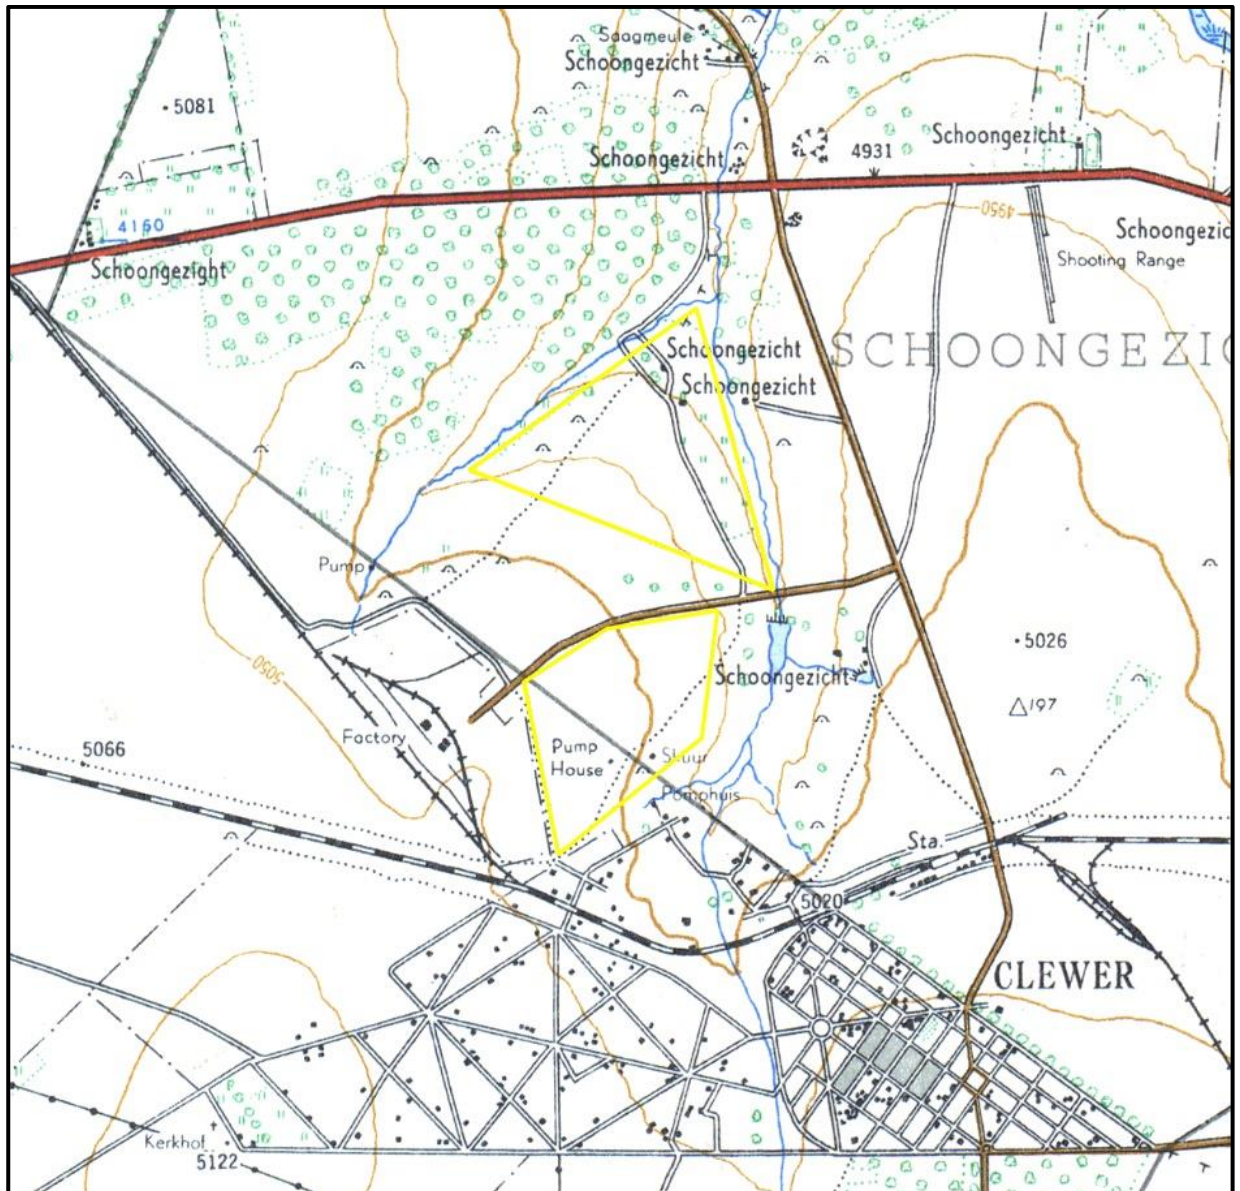 Saagmeule
Schoongezicht
5081
Schoongezicht
4931
Schoongezicht
4160
4950
Schoongezic
Schoongezight
Shooting Range
SCHOONGEZIC
Schoongezicht
Schoongezicht
Pump
5026
5050
Schoongezicht
197
Factory
5066
Pump
House
Skuur
Pomphuis
Sta.
5020
CLEWER
Kerkhof
5122